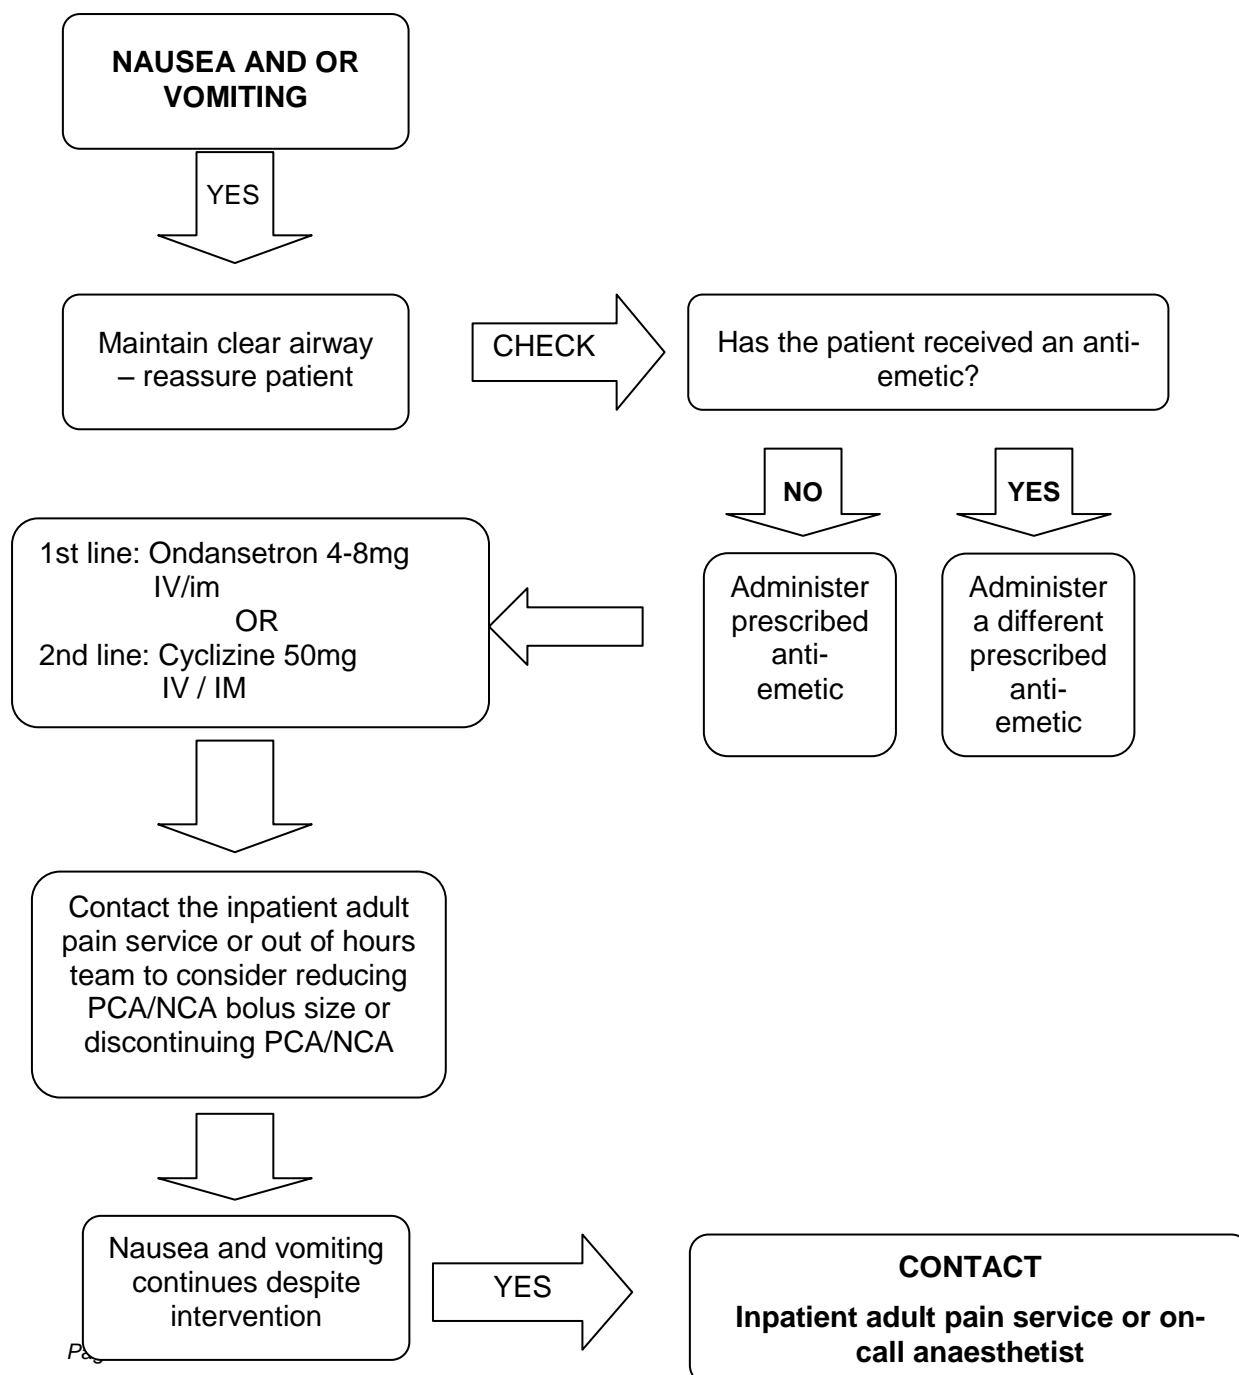 NAUSEA AND OR
VOMITING
YES
Maintain clear airway
– reassure patient
CHECK
Has the patient received an anti-
emetic?
NO
YES
Administer
prescribed
anti-
emetic
Administer
a different
prescribed
anti-
emetic
1st line: Ondansetron 4-8mg
IV/im
OR
2nd line: Cyclizine 50mg
IV / IM
Contact the inpatient adult
pain service or out of hours
team to consider reducing
PCA/NCA bolus size or
discontinuing PCA/NCA
Nausea and vomiting
continues despite
intervention
YES
CONTACT
Inpatient adult pain service or on-
call anaesthetist